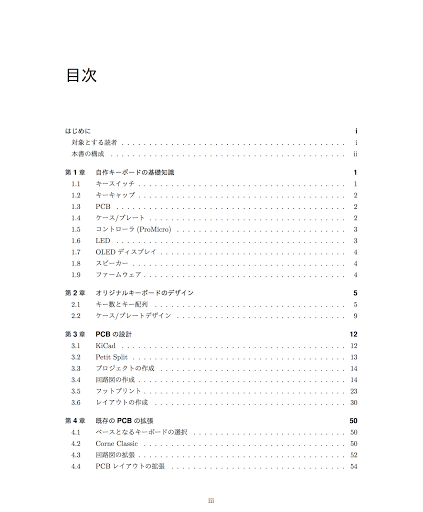 目次
はじめに i
対象とする読者 . . . . . . . . . . . . . . . . . . . . i
本書の構成 . . . . . . . . . . . . . . . . . . . . ii
第1章 自作キーボードの基礎知識 1
1.1 キースイッチ . . . . . . . . . . . . . . . . . . . . 1
1.2 キーキャップ . . . . . . . . . . . . . . . . . . . . 2
1.3 PCB . . . . . . . . . . . . . . . . . . . . 2
1.4 ケース/プレート . . . . . . . . . . . . . . . . . . . . 2
1.5 コントローラ (ProMicro) . . . . . . . . . . . . . . . . . . . . 3
1.6 LED . . . . . . . . . . . . . . . . . . . . 3
1.7 OLED ディスプレイ . . . . . . . . . . . . . . . . . . . . 4
1.8 スピーカー . . . . . . . . . . . . . . . . . . . . 4
1.9 ファームウェア . . . . . . . . . . . . . . . . . . . . 4
第2章 オリジナルキーボードのデザイン 5
2.1 キー数とキー配列 . . . . . . . . . . . . . . . . . . . . 5
2.2 ケース/プレートデザイン . . . . . . . . . . . . . . . . . . . . 9
第3章 PCB の設計 12
3.1 KiCad . . . . . . . . . . . . . . . . . . . . 12
3.2 Petit Split . . . . . . . . . . . . . . . . . . . . 13
3.3 プロジェクトの作成 . . . . . . . . . . . . . . . . . . . . 14
3.4 回路図の作成 . . . . . . . . . . . . . . . . . . . . 14
3.5 フットプリント . . . . . . . . . . . . . . . . . . . . 23
3.6 レイアウトの作成 . . . . . . . . . . . . . . . . . . . . 30
第4章 既存の PCB の拡張 50
4.1 ベースとなるキーボードの選択 . . . . . . . . . . . . . . . . . . . . 50
4.2 Corne Classic . . . . . . . . . . . . . . . . . . . . 50
4.3 回路図の拡張 . . . . . . . . . . . . . . . . . . . . 52
4.4 PCB レイアウトの拡張 . . . . . . . . . . . . . . . . . . . . 54
iii